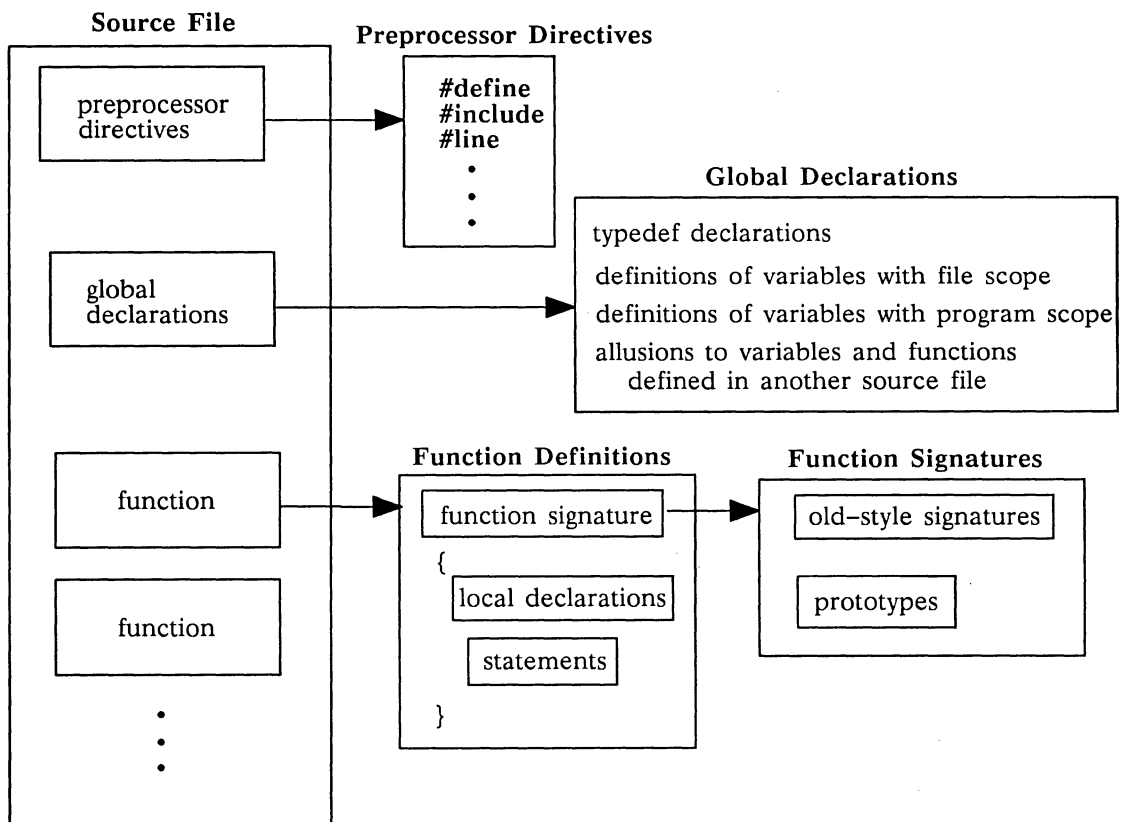 Source File
preprocessor
directives
global
declarations
function
function
Preprocessor Directives
#define
#include
#line
Global Declarations
typedef declarations
definitions of variables with file scope
definitions of variables with program scope
allusions to variables and functions
defined in another source file
Function Definitions
function signature
{
local declarations
statements
}
Function Signatures
old–style signatures
prototypes